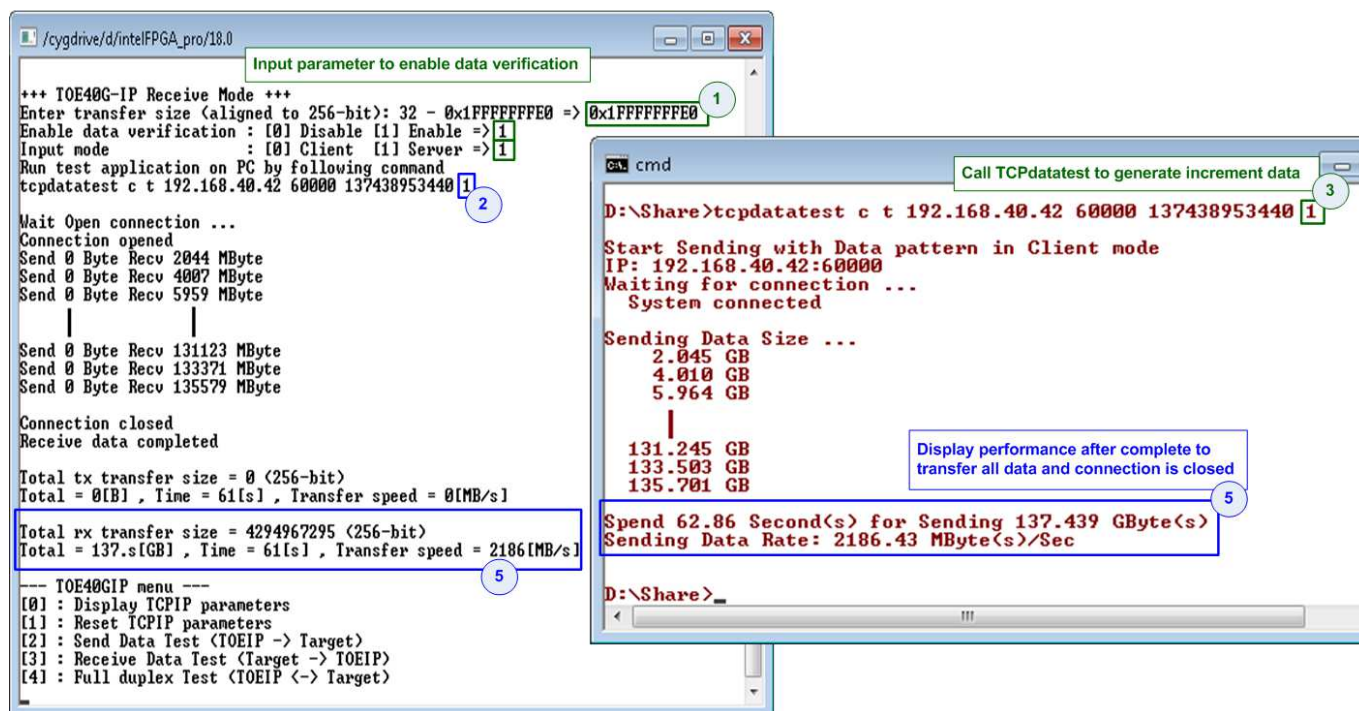 /cygdrive/d/intelFPGA_pro/18.0
Input parameter to enable data verification
+++ TOE40G-IP Receive Mode +++
Enter transfer size (aligned to 256-bit): 32 - 0x1FFFFFFFE0 => 0x1FFFFFFFE0
1
Enable data verification : [0] Disable [1] Enable => 1
Input mode : [0] Client [1] Server => 1
Run test application on PC by following command
tcpdatatest c t 192.168.40.42 60000 137438953440 1
2
Wait Open connection ...
Connection opened
Send 0 Byte Recv 2044 MByte
Send 0 Byte Recv 4007 MByte
Send 0 Byte Recv 5959 MByte
Send 0 Byte Recv 131123 MByte
Send 0 Byte Recv 133371 MByte
Send 0 Byte Recv 135579 MByte
Connection closed
Receive data completed
Total tx transfer size = 0 (256-bit)
Total = 0[B] , Time = 61[s] , Transfer speed = 0[MB/s]
Total rx transfer size = 4294967295 (256-bit)
Total = 137.s[GB] , Time = 61[s] , Transfer speed = 2186[MB/s]
5
--- TOE40GIP menu ---
[0] : Display TCPIP parameters
[1] : Reset TCPIP parameters
[2] : Send Data Test (TOEIP -> Target)
[3] : Receive Data Test (Target -> TOEIP)
[4] : Full duplex Test (TOEIP <-> Target)
cmd
Call TCPdatatest to generate increment data
3
D:\Share>tcpdatatest c t 192.168.40.42 60000 137438953440 1
Start Sending with Data pattern in Client mode
IP: 192.168.40.42:60000
Waiting for connection ...
System connected
Sending Data Size ...
2.045 GB
4.010 GB
5.964 GB
131.245 GB
133.503 GB
135.701 GB
Display performance after complete to
transfer all data and connection is closed
5
Spend 62.86 Second(s) for Sending 137.439 GByte(s)
Sending Data Rate: 2186.43 MByte(s)/Sec
D:\Share>_